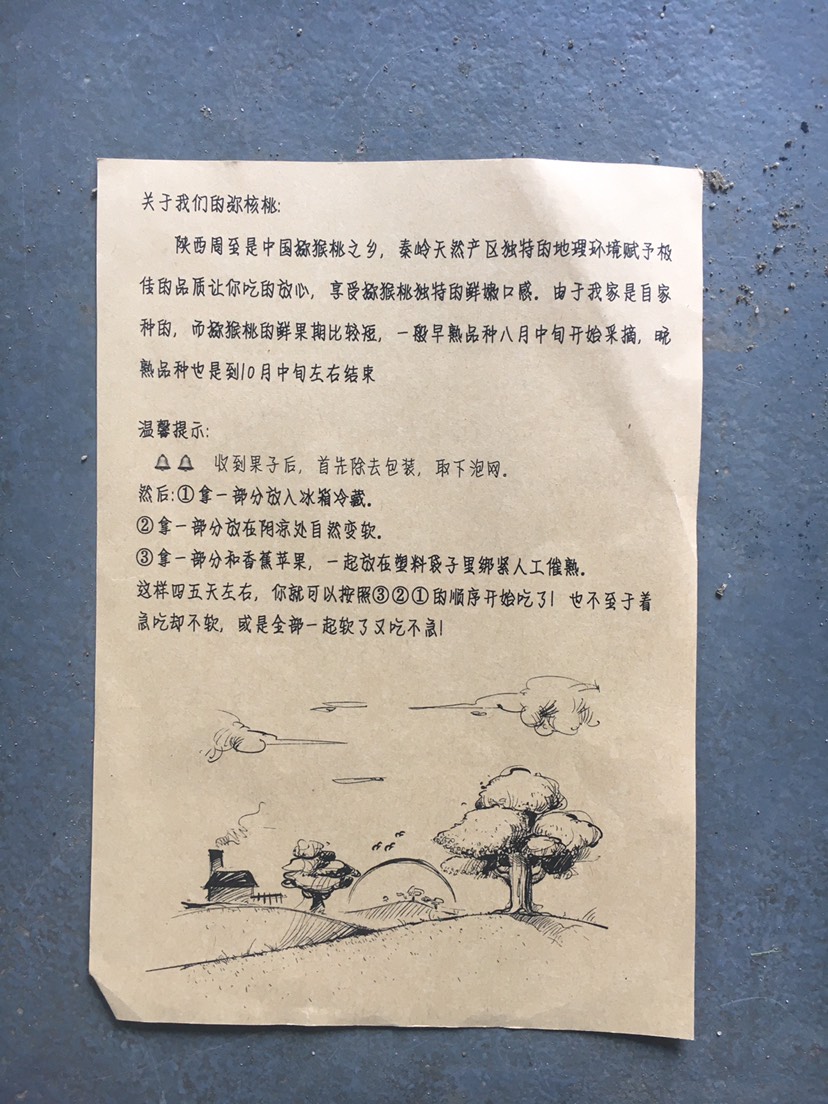 关于我们的弥核桃:
陕西周至是中国猕猴桃之乡，秦岭天然产区独特的地理环境赋予极
佳的品质让你吃的放心，享受猕猴桃独特的鲜嫩口感。由于我家是自家
种的，而猕猴桃的鲜果期比较短，一般早熟品种八月中旬开始采摘，晚
熟品种也是到10月中旬左右结束
温馨提示:
收到果子后，首先除去包装，取下泡网。
然后:①拿一部分放入冰箱冷藏。
②拿一部分放在阴凉处自然变软。
③拿一部分和香蕉苹果，一起放在塑料袋子里绑紧人工催熟。
这样四五天左右，你就可以按照③②①的顺序开始吃了! 也不至于着
急吃却不软，或是全部一起软了又吃不急!